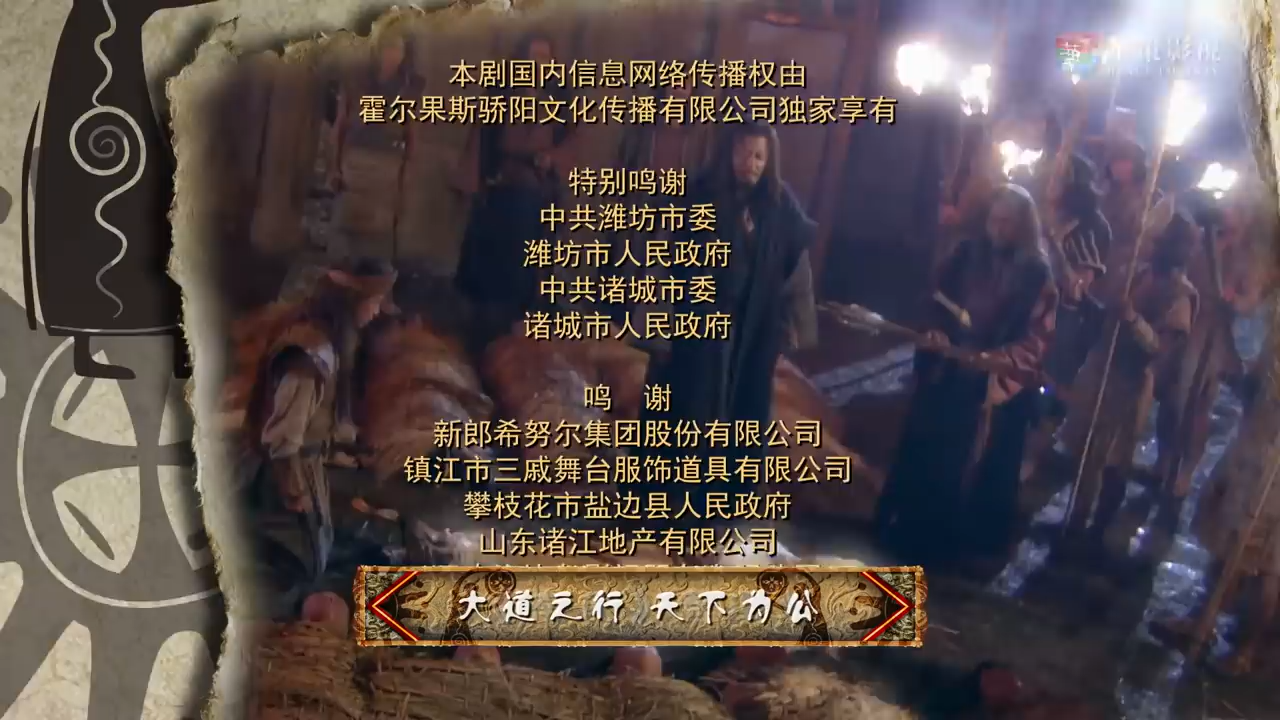 本剧国内信息网络传播权由
霍尔果斯骄阳文化传播有限公司独家享有
特别鸣谢
中共潍坊市委
潍坊市人民政府
中共诸城市委
诸城市人民政府
鸣 谢
新郎希努尔集团股份有限公司
镇江市三戚舞台服饰道具有限公司
攀枝花市盐边县人民政府
山东诸江地产有限公司
大道之行 天下为公